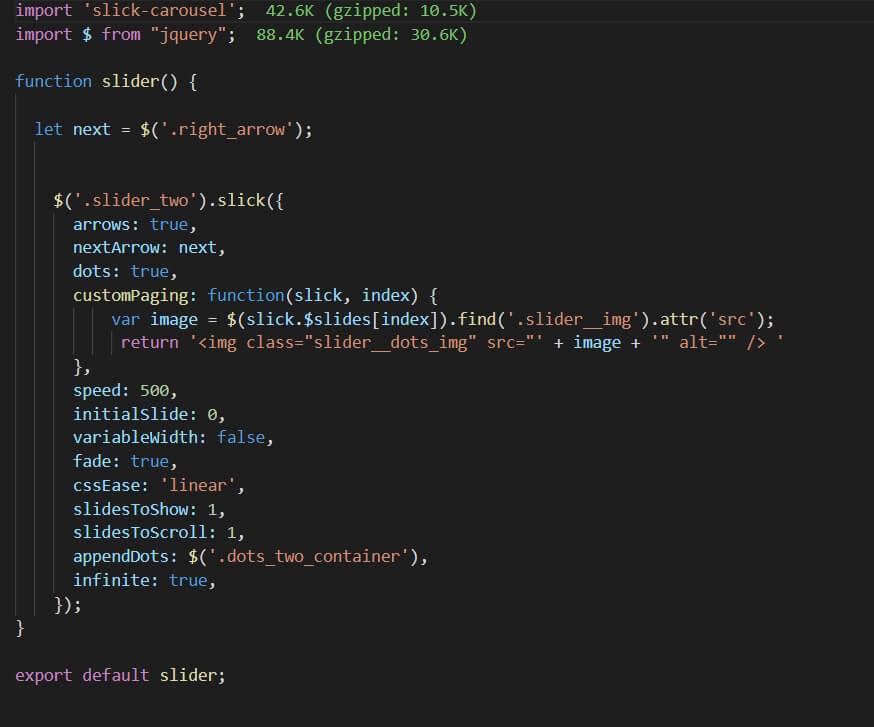 import 'slick-carousel';  42.6K (gzipped: 10.5K)
import $ from "jquery";  88.4K (gzipped: 30.6K)
function slider() {
let next = $('.right_arrow');
$('.slider_two').slick({
arrows: true,
nextArrow: next,
dots: true,
customPaging: function(slick, index) {
var image = $(slick.$slides[index]).find('.slider__img').attr('src');
return '<img class="slider__dots_img" src="' + image + '" alt="" /> '
},
speed: 500,
initialSlide: 0,
variableWidth: false,
fade: true,
cssEase: 'linear',
slidesToShow: 1,
slidesToScroll: 1,
appendDots: $('.dots_two_container'),
infinite: true,
});
}
export default slider;